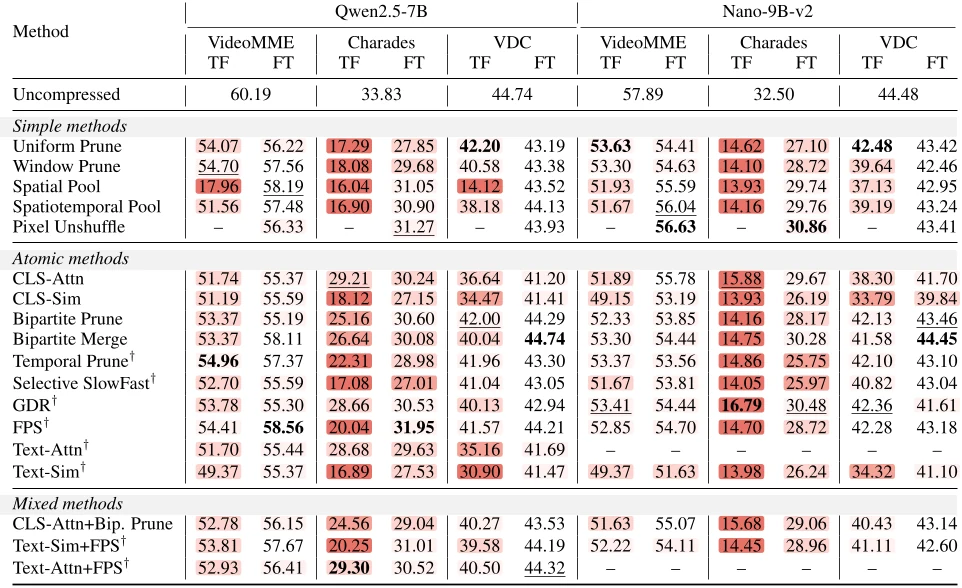 Method Qwen2.5-7B Nano-9B-v2
VideoMME Charades VDC VideoMME Charades VDC
TF FT TF FT TF FT TF FT TF FT TF FT
Uncompressed 60.19 33.83 44.74 57.89 32.50 44.48
Simple methods
Uniform Prune 54.07 56.22 17.29 27.85 42.20 43.19 53.63 54.41 14.62 27.10 42.48 43.42
Window Prune 54.70 57.56 18.08 29.68 40.58 43.38 53.30 54.63 14.10 28.72 39.64 42.46
Spatial Pool 17.96 58.19 16.04 31.05 14.12 43.52 51.93 55.59 13.93 29.74 37.13 42.95
Spatiotemporal Pool 51.56 57.48 16.90 30.90 38.18 44.13 51.67 56.04 14.16 29.76 39.19 43.24
Pixel Unshuffle – 56.33 – 31.27 – 43.93 – 56.63 – 30.86 – 43.41
Atomic methods
CLS-Attn 51.74 55.37 29.21 30.24 36.64 41.20 51.89 55.78 15.88 29.67 38.30 41.70
CLS-Sim 51.19 55.59 18.12 27.15 34.47 41.41 49.15 53.19 13.93 26.19 33.79 39.84
Bipartite Prune 53.37 55.19 25.16 30.60 42.00 44.29 52.33 53.85 14.16 28.17 42.13 43.46
Bipartite Merge 53.37 58.11 26.64 30.08 40.04 44.74 53.30 54.44 14.75 30.28 41.58 44.45
Temporal Prune† 54.96 57.37 22.31 28.98 41.96 43.30 53.37 53.56 14.86 25.75 42.10 43.10
Selective SlowFast† 52.70 55.59 17.08 27.01 41.04 43.05 51.67 53.81 14.05 25.97 40.82 43.04
GDR† 53.78 55.30 28.66 30.53 40.13 42.94 53.41 54.44 16.79 30.48 42.36 41.61
FPS† 54.41 58.56 20.04 31.95 41.57 44.21 52.85 54.70 14.70 28.72 42.28 43.18
Text-Attn† 51.70 55.44 28.68 29.63 35.16 41.69 – – – – – –
Text-Sim† 49.37 55.37 16.89 27.53 30.90 41.47 49.37 51.63 13.98 26.24 34.32 41.10
Mixed methods
CLS-Attn+Bip. Prune 52.78 56.15 24.56 29.04 40.27 43.53 51.63 55.07 15.68 29.06 40.43 43.14
Text-Sim+FPS† 53.81 57.67 20.25 31.01 39.58 44.19 52.22 54.11 14.45 28.96 41.11 42.60
Text-Attn+FPS† 52.93 56.41 29.30 30.52 40.50 44.32 – – – – – –